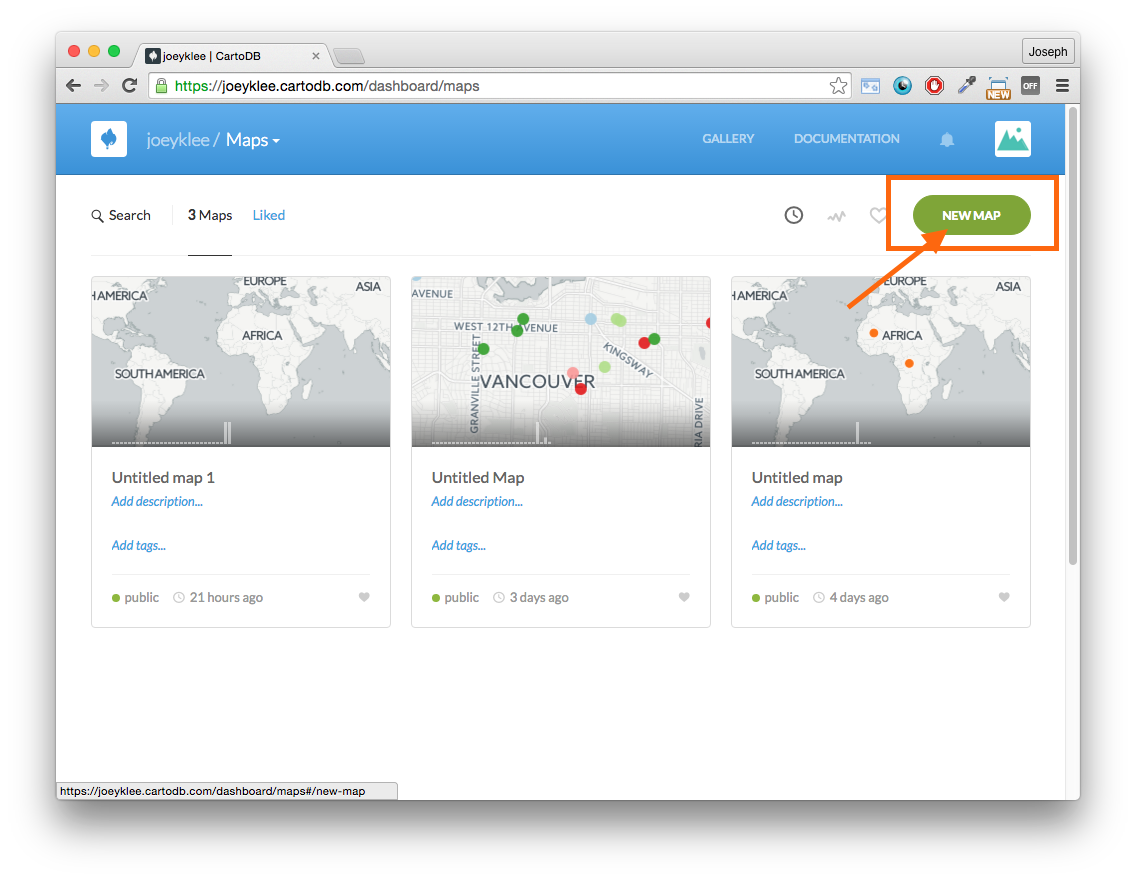 joeyklee | CartoDB
Joseph
https://joeyklee.cartodb.com/dashboard/maps
NEW
OFF
joeyklee / Maps
GALLERY
DOCUMENTATION
Search
3 Maps
Liked
NEW MAP
H AMERICA
EUROPE
ASIA
AFRICA
SOUTH AMERICA
AVENUE
WEST 12TH AVENUE
KINGSWAY
GRANVILLE STREET
VANCOUVER
RIA DRIVE
H AMERICA
EUROPE
ASIA
AFRICA
SOUTH AMERICA
Untitled map 1
Add description...
Add tags...
public
21 hours ago
Untitled Map
Add description...
Add tags...
public
3 days ago
Untitled map
Add description...
Add tags...
public
4 days ago
https://joeyklee.cartodb.com/dashboard/maps#/new-map